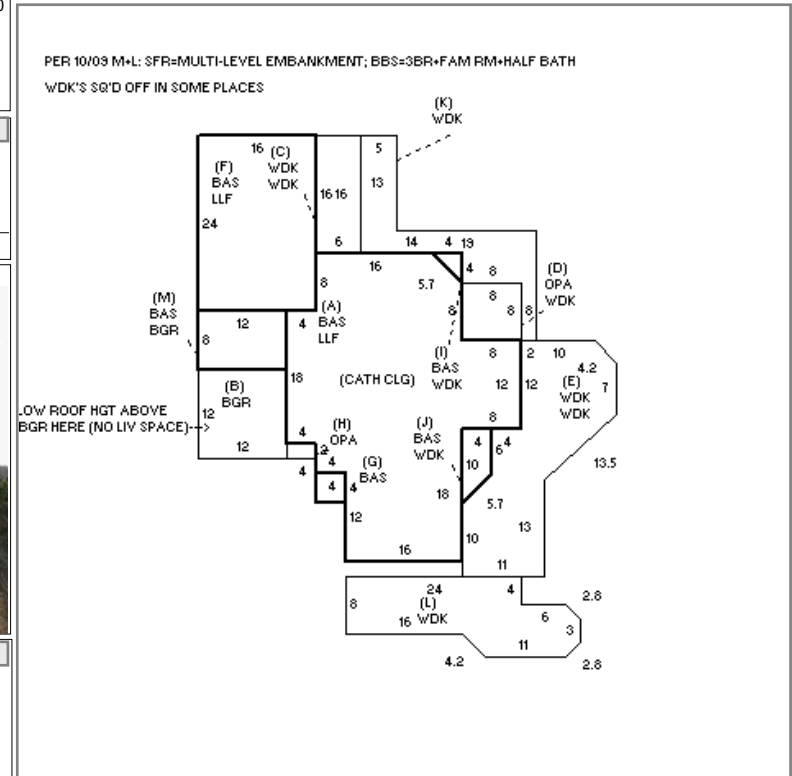 PER 10/09 M+L: SFR=MULTI-LEVEL EMBANKMENT; BBS=3BR+FAM RM+HALF BATH
WDK'S SQ'D OFF IN SOME PLACES
(K)
WDK
16
(F)
BAS
LLF
(C)
WDK
WDK
5
13
16 16
24
6
14
4
19
16
4
8
5.7
8
8
8
8
8
(D)
OPA
WDK
(M)
BAS
BGR
12
8
4
(A)
BAS
LLF
(I)
BAS
WDK
8
2
10
4.2
7
12
12
(E)
WDK
WDK
18
(CATH CLG)
(B)
BGR
12
12
LOW ROOF HGT ABOVE
BGR HERE (NO LIV SPACE)-->
4
(H)
OPA
2
4
4
4
4
(G)
BAS
(J)
BAS
WDK
8
4
4
6
10
13.5
18
5.7
12
13
10
16
11
24
4
2.8
8
(L)
WDK
16
6
3
11
4.2
2.8